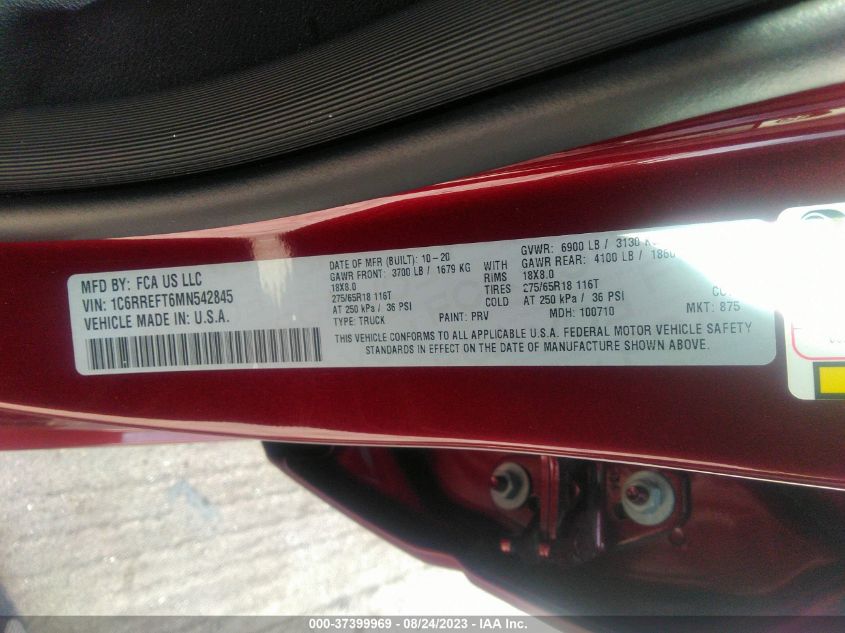 MFD BY: FCA US LLC
VIN: 1C6RREFT6MN542845
VEHICLE MADE IN: U.S.A.
DATE OF MFR (BUILT): 10-20
GAWR FRONT: 3700 LB / 1679 KG
18X8.0
275/65R18 116T
AT 250 kPa / 36 PSI
TYPE: TRUCK
PAINT: PRV
WITH
RIMS
TIRES
COLD
GVWR: 6900 LB / 3130
GAWR REAR: 4100 LB /
18X8.0
275/65R18 116T
AT 250 kPa / 36 PSI
MDH: 100710
MKT: 875
THIS VEHICLE CONFORMS TO ALL APPLICABLE U.S.A. FEDERAL MOTOR VEHICLE SAFETY
STANDARDS IN EFFECT ON THE DATE OF MANUFACTURE SHOWN ABOVE.
000-37399969 - 08/24/2023 - IAA Inc.